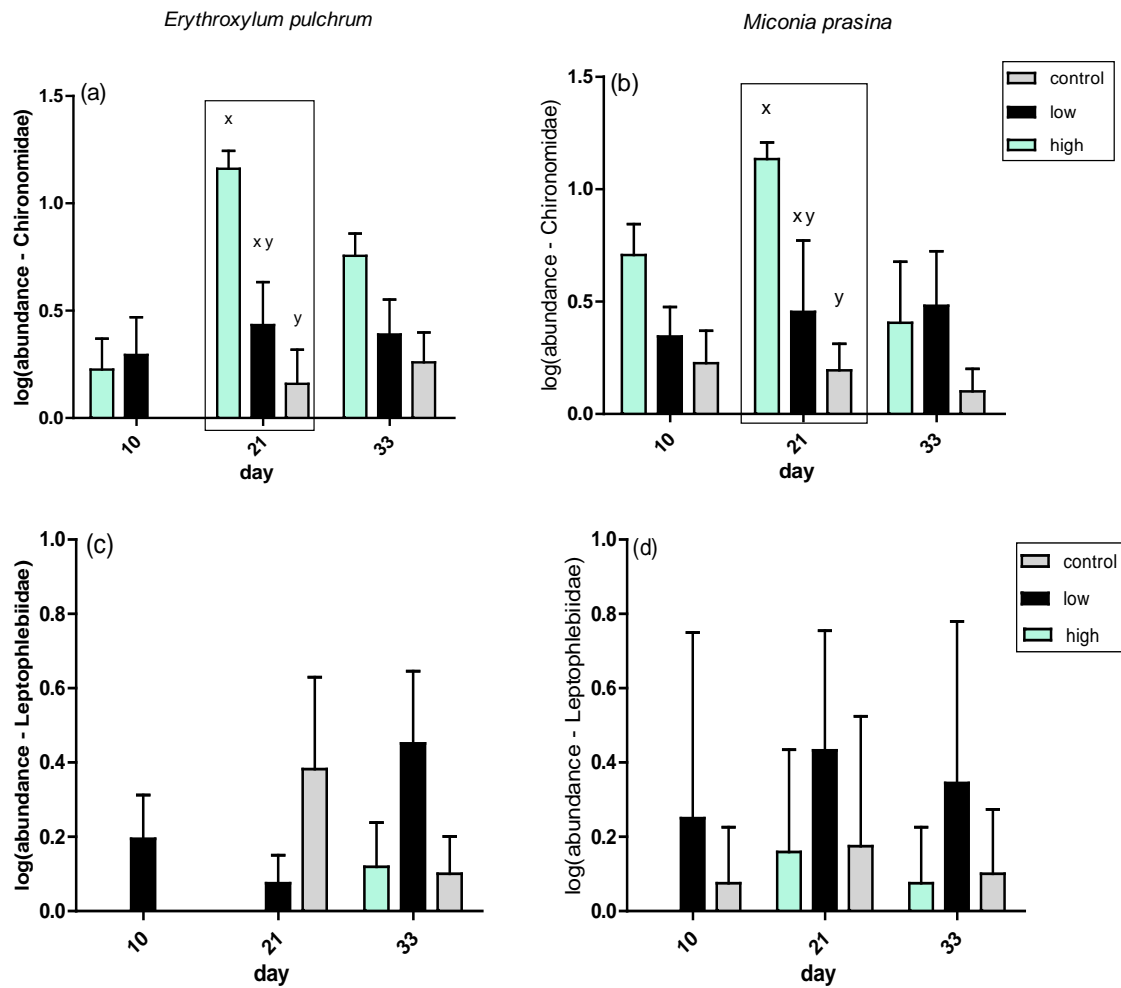 Erythroxylum pulchrum
Miconia prasina
(a)
log(abundance - Chironomidae)
1.5
1.0
0.5
0.0
x
x y
y
10
21
33
day
(b)
log(abundance - Chironomidae)
1.5
1.0
0.5
0.0
x
x y
y
10
21
33
day
control
low
high
(c)
log(abundance - Leptophlebiidae)
1.0
0.8
0.6
0.4
0.2
0.0
10
21
33
day
(d)
log(abundance - Leptophlebiidae)
1.0
0.8
0.6
0.4
0.2
0.0
10
21
33
day
control
low
high